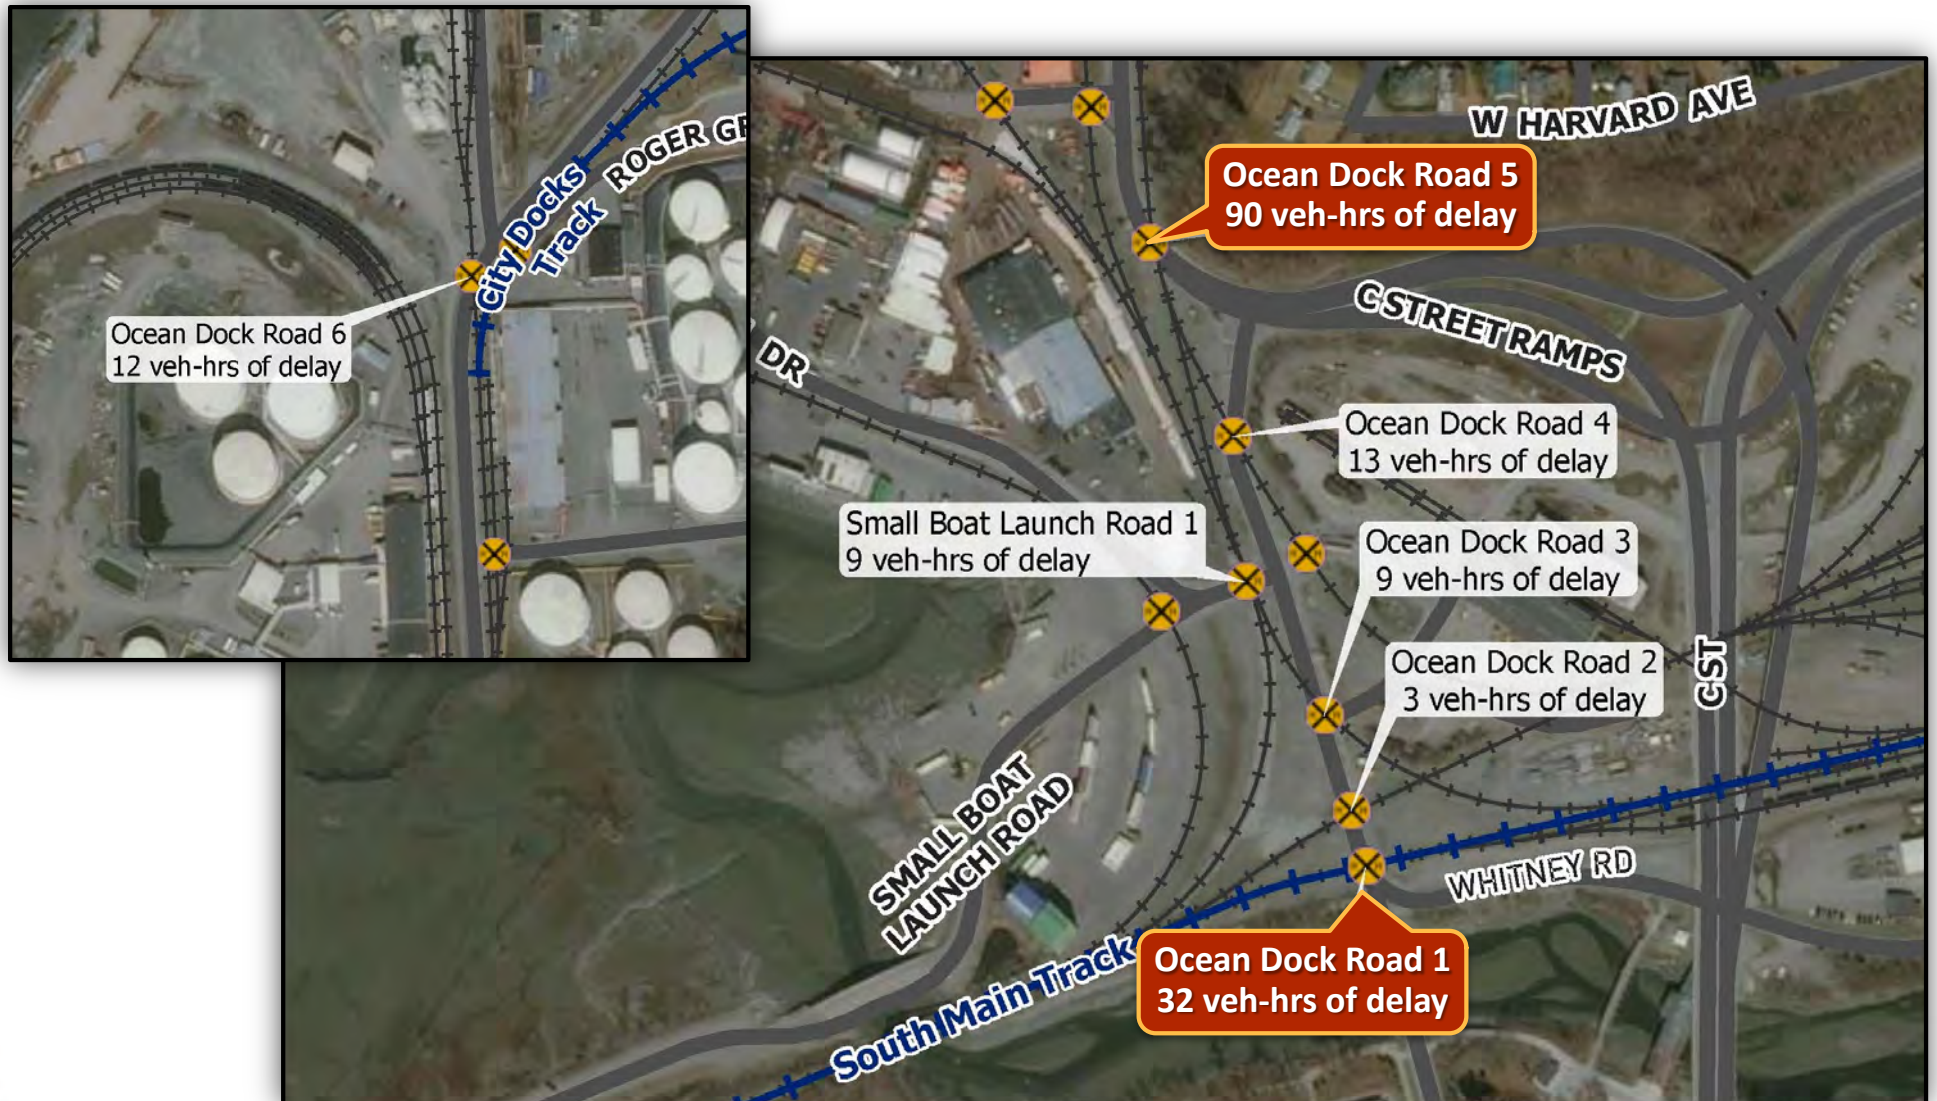 City Docks
Track
ROGER GR
Ocean Dock Road 6
12 veh-hrs of delay
W HARVARD AVE
Ocean Dock Road 5
90 veh-hrs of delay
C STREET RAMPS
DR
Ocean Dock Road 4
13 veh-hrs of delay
Small Boat Launch Road 1
9 veh-hrs of delay
Ocean Dock Road 3
9 veh-hrs of delay
Ocean Dock Road 2
3 veh-hrs of delay
C ST
SMALL BOAT
LAUNCH ROAD
WHITNEY RD
South Main Track
Ocean Dock Road 1
32 veh-hrs of delay